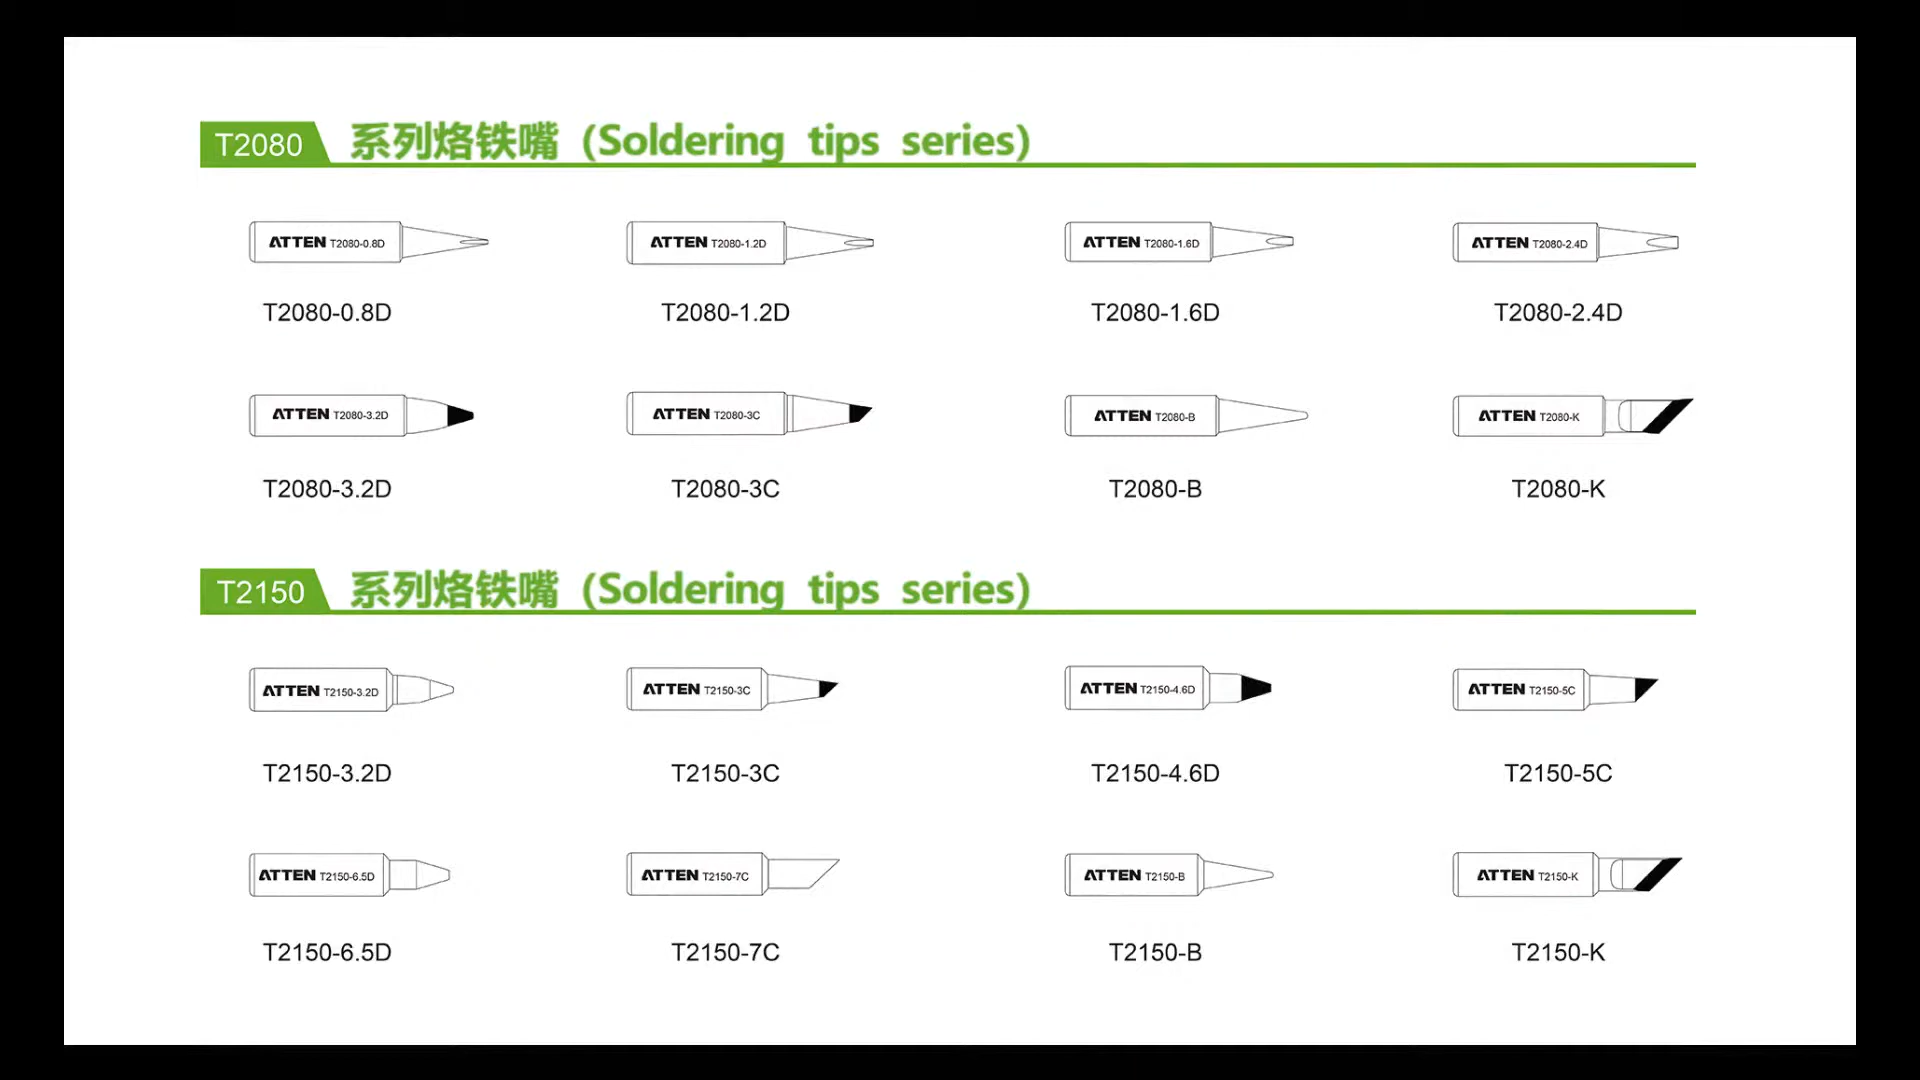 T2080 系列烙铁嘴 (Soldering tips series)
ATTEN T2080-0.8D
ATTEN T2080-1.2D
ATTEN T2080-1.6D
ATTEN T2080-2.4D
T2080-0.8D
T2080-1.2D
T2080-1.6D
T2080-2.4D
ATTEN T2080-3.2D
ATTEN T2080-3C
ATTEN T2080-B
ATTEN T2080-K
T2080-3.2D
T2080-3C
T2080-B
T2080-K
T2150 系列烙铁嘴 (Soldering tips series)
ATTEN T2150-3.2D
ATTEN T2150-3C
ATTEN T2150-4.6D
ATTEN T2150-5C
T2150-3.2D
T2150-3C
T2150-4.6D
T2150-5C
ATTEN T2150-6.5D
ATTEN T2150-7C
ATTEN T2150-B
ATTEN T2150-K
T2150-6.5D
T2150-7C
T2150-B
T2150-K